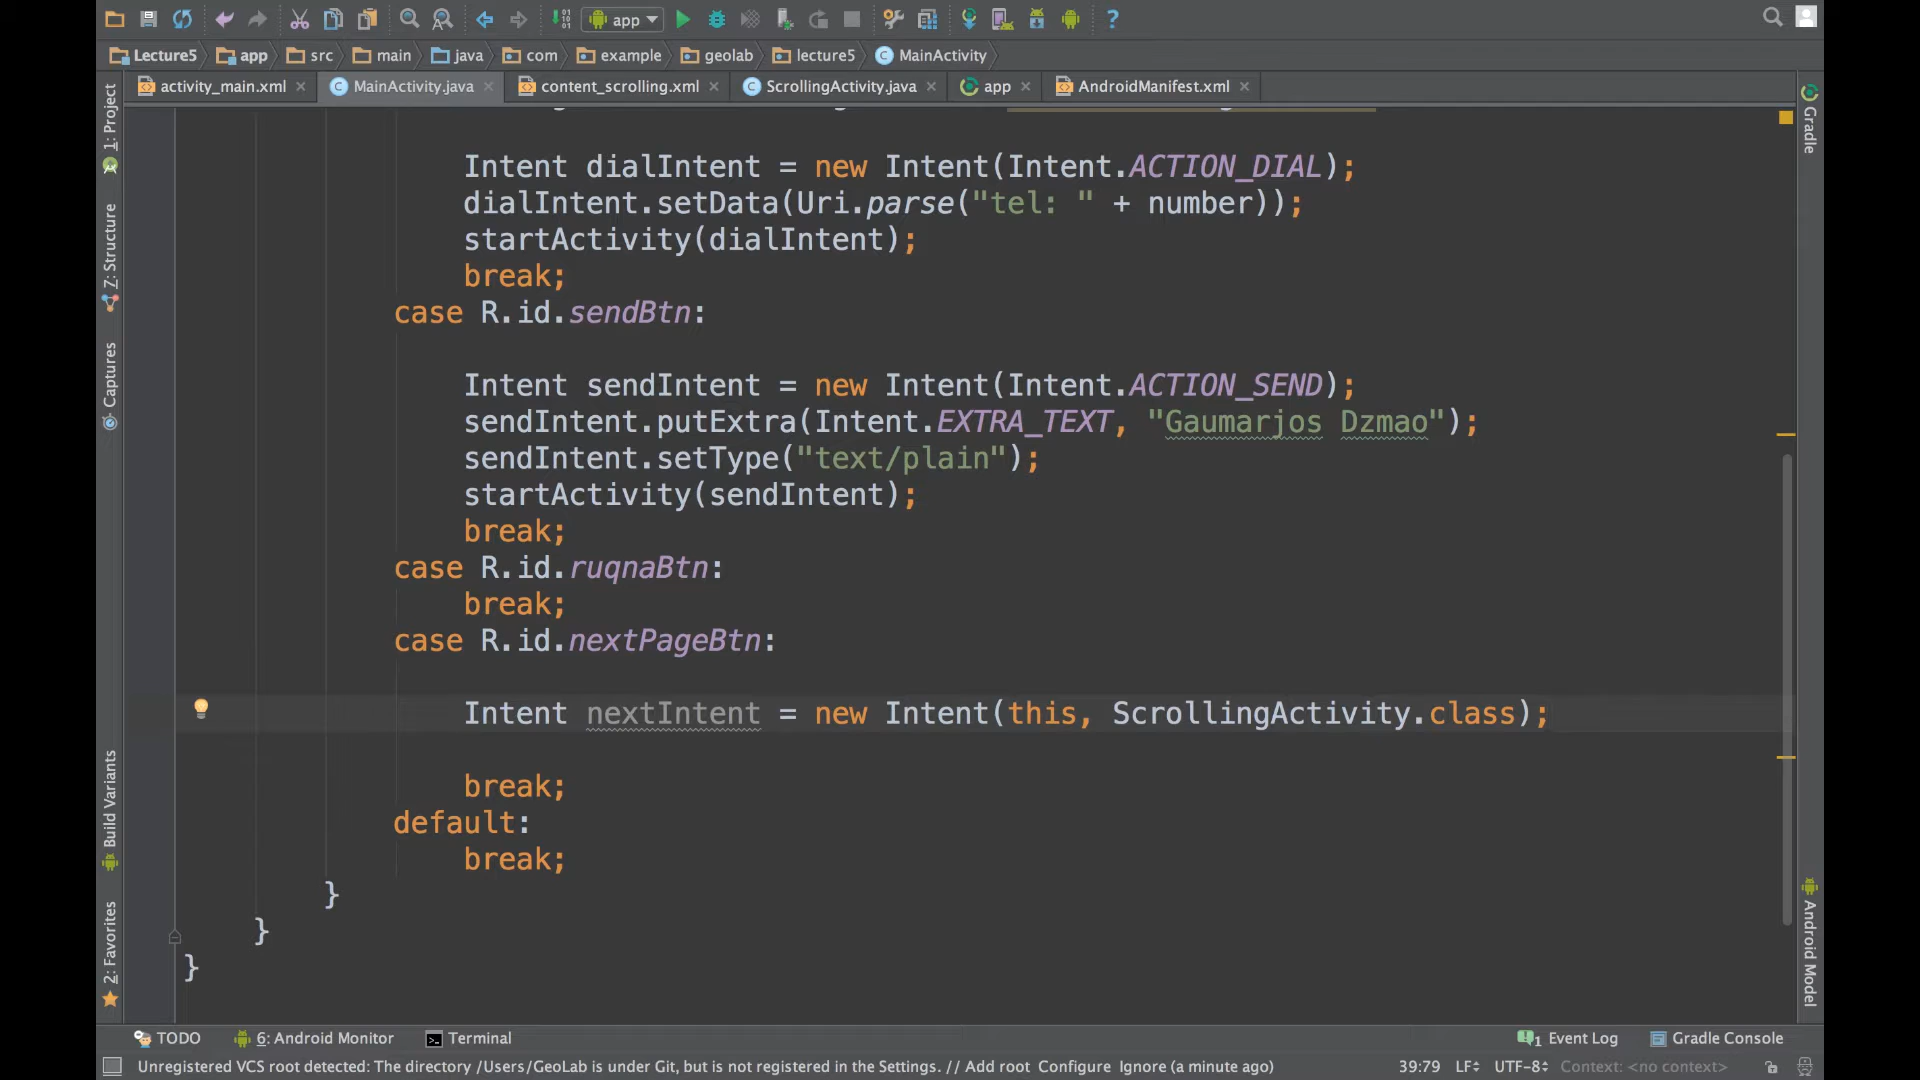 app
Lecture5 app src main java com example geolab lecture5 MainActivity
activity_main.xml MainActivity.java content_scrolling.xml ScrollingActivity.java app AndroidManifest.xml
1: Project
7: Structure
Captures
Build Variants
2: Favorites
Intent dialIntent = new Intent(Intent.ACTION_DIAL);
dialIntent.setData(Uri.parse("tel: " + number));
startActivity(dialIntent);
break;
case R.id.sendBtn:
Intent sendIntent = new Intent(Intent.ACTION_SEND);
sendIntent.putExtra(Intent.EXTRA_TEXT, "Gaumarjos Dzmao");
sendIntent.setType("text/plain");
startActivity(sendIntent);
break;
case R.id.ruqnaBtn:
break;
case R.id.nextPageBtn:
Intent nextIntent = new Intent(this, ScrollingActivity.class);
break;
default:
break;
}
}
}
Gradle
Android Model
TODO 6: Android Monitor Terminal 1 Event Log Gradle Console
Unregistered VCS root detected: The directory /Users/GeoLab is under Git, but is not registered in the Settings. // Add root Configure Ignore (a minute ago) 39:79 LF UTF-8 Context: <no context>